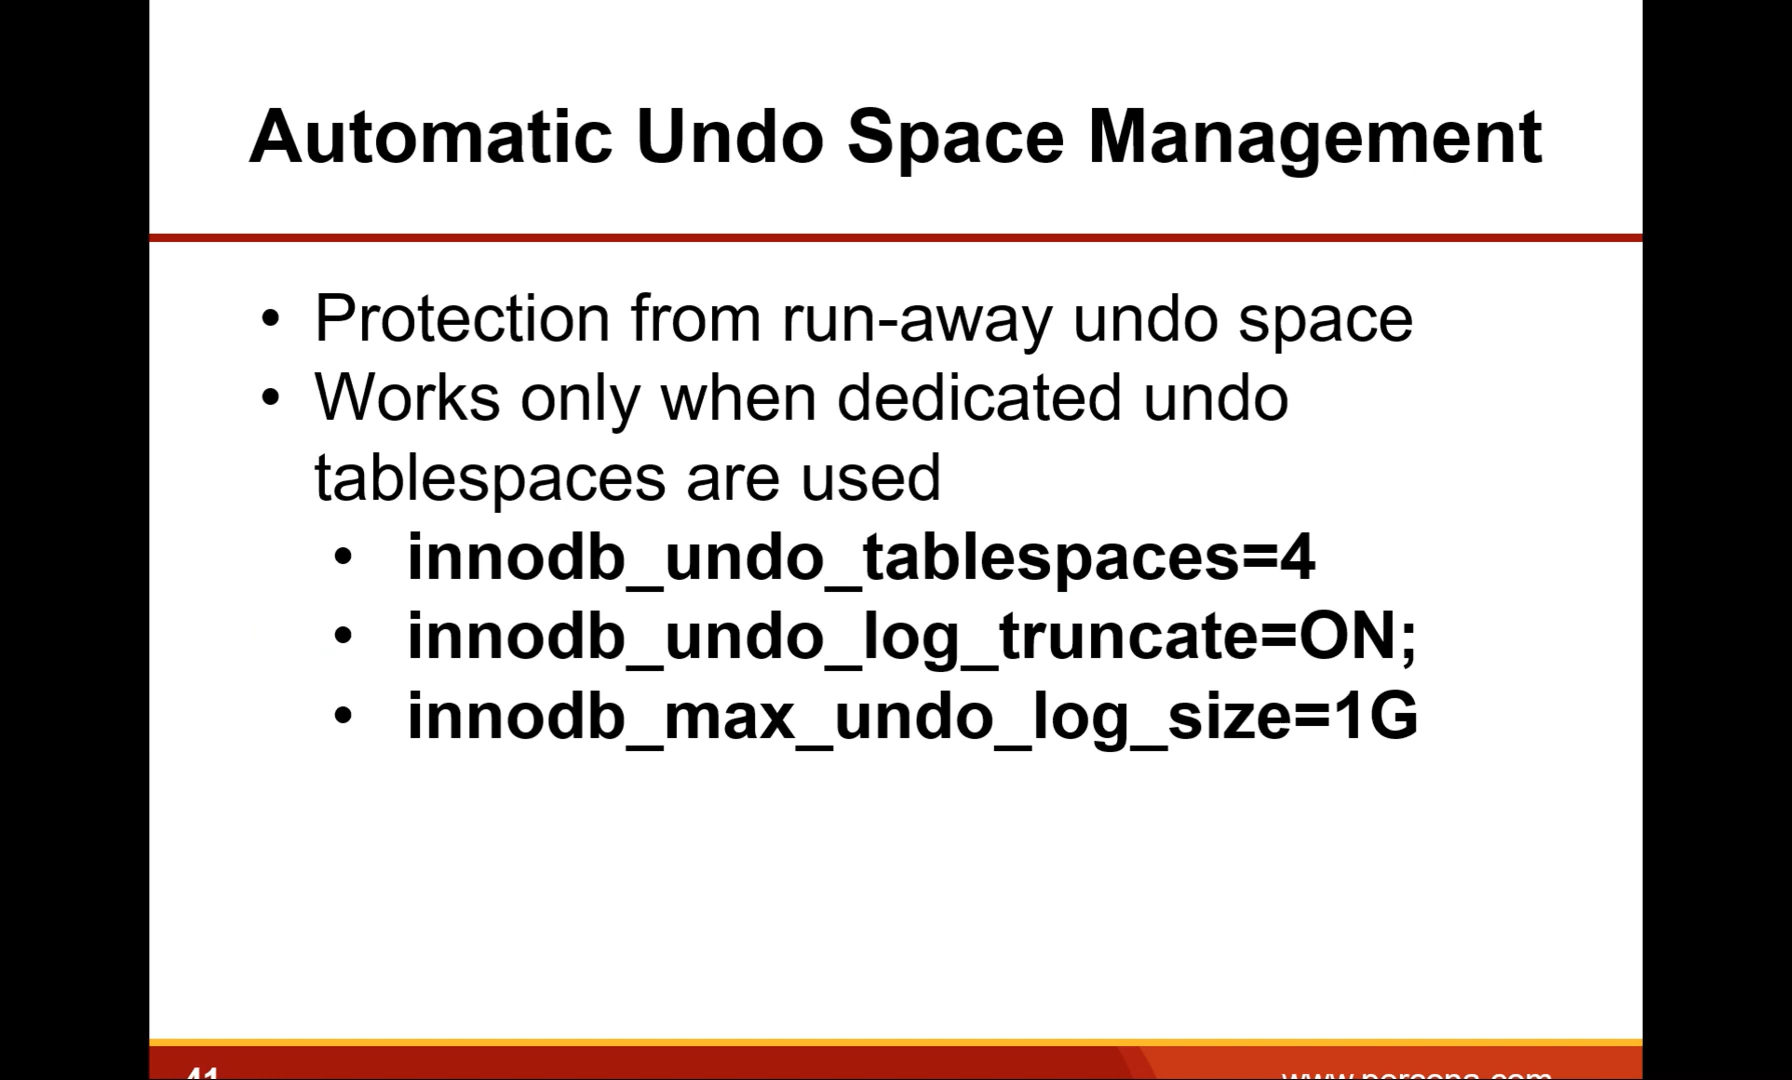 Automatic Undo Space Management
• Protection from run-away undo space
• Works only when dedicated undo
tablespaces are used
• innodb_undo_tablespaces=4
• innodb_undo_log_truncate=ON;
• innodb_max_undo_log_size=1G
41
www.percona.com